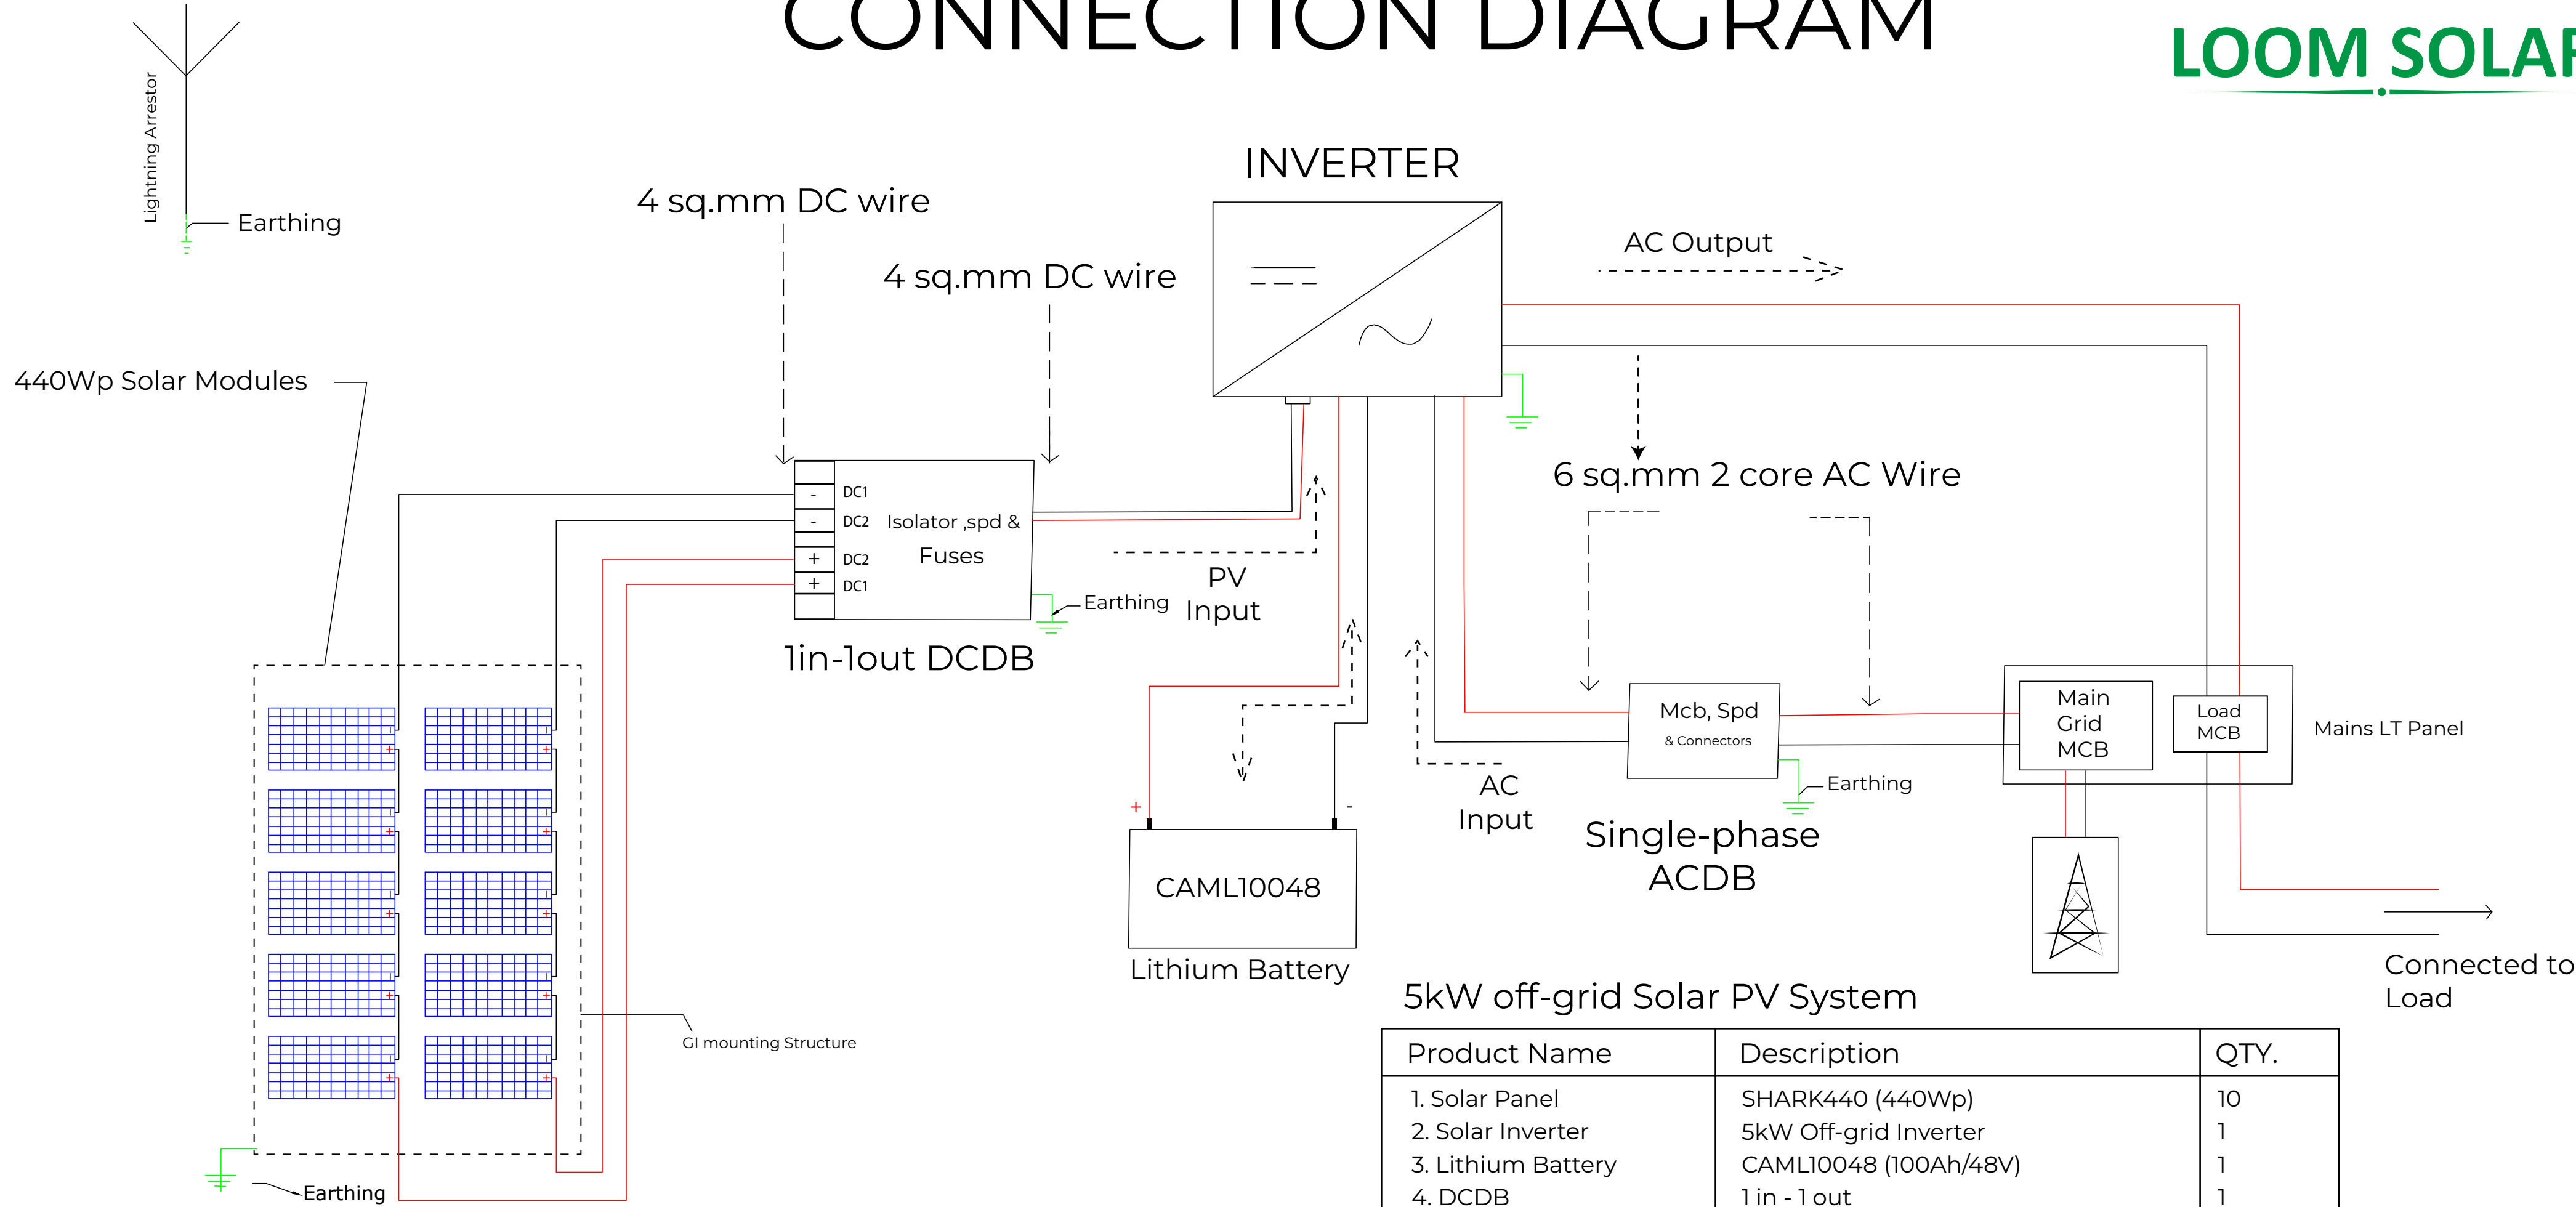 CONNECTION DIAGRAM
LOOM SOLAR
Lightning Arrestor
Earthing
INVERTER
4 sq.mm DC wire
4 sq.mm DC wire
AC Output
440Wp Solar Modules
6 sq.mm 2 core AC Wire
- DC1
- DC2
+ DC2
+ DC1
Isolator ,spd &
Fuses
Earthing
1in-1out DCDB
PV
Input
Mcb, Spd
& Connectors
Main
Grid
MCB
Load
MCB
Mains LT Panel
Earthing
AC
Input
Single-phase
ACDB
+ -
CAML10048
Lithium Battery
Connected to
Load
GI mounting Structure
Earthing
5kW off-grid Solar PV System
Product Name Description QTY.
1. Solar Panel SHARK440 (440Wp) 10
2. Solar Inverter 5kW Off-grid Inverter 1
3. Lithium Battery CAML10048 (100Ah/48V) 1
4. DCDB 1 in - 1 out 1